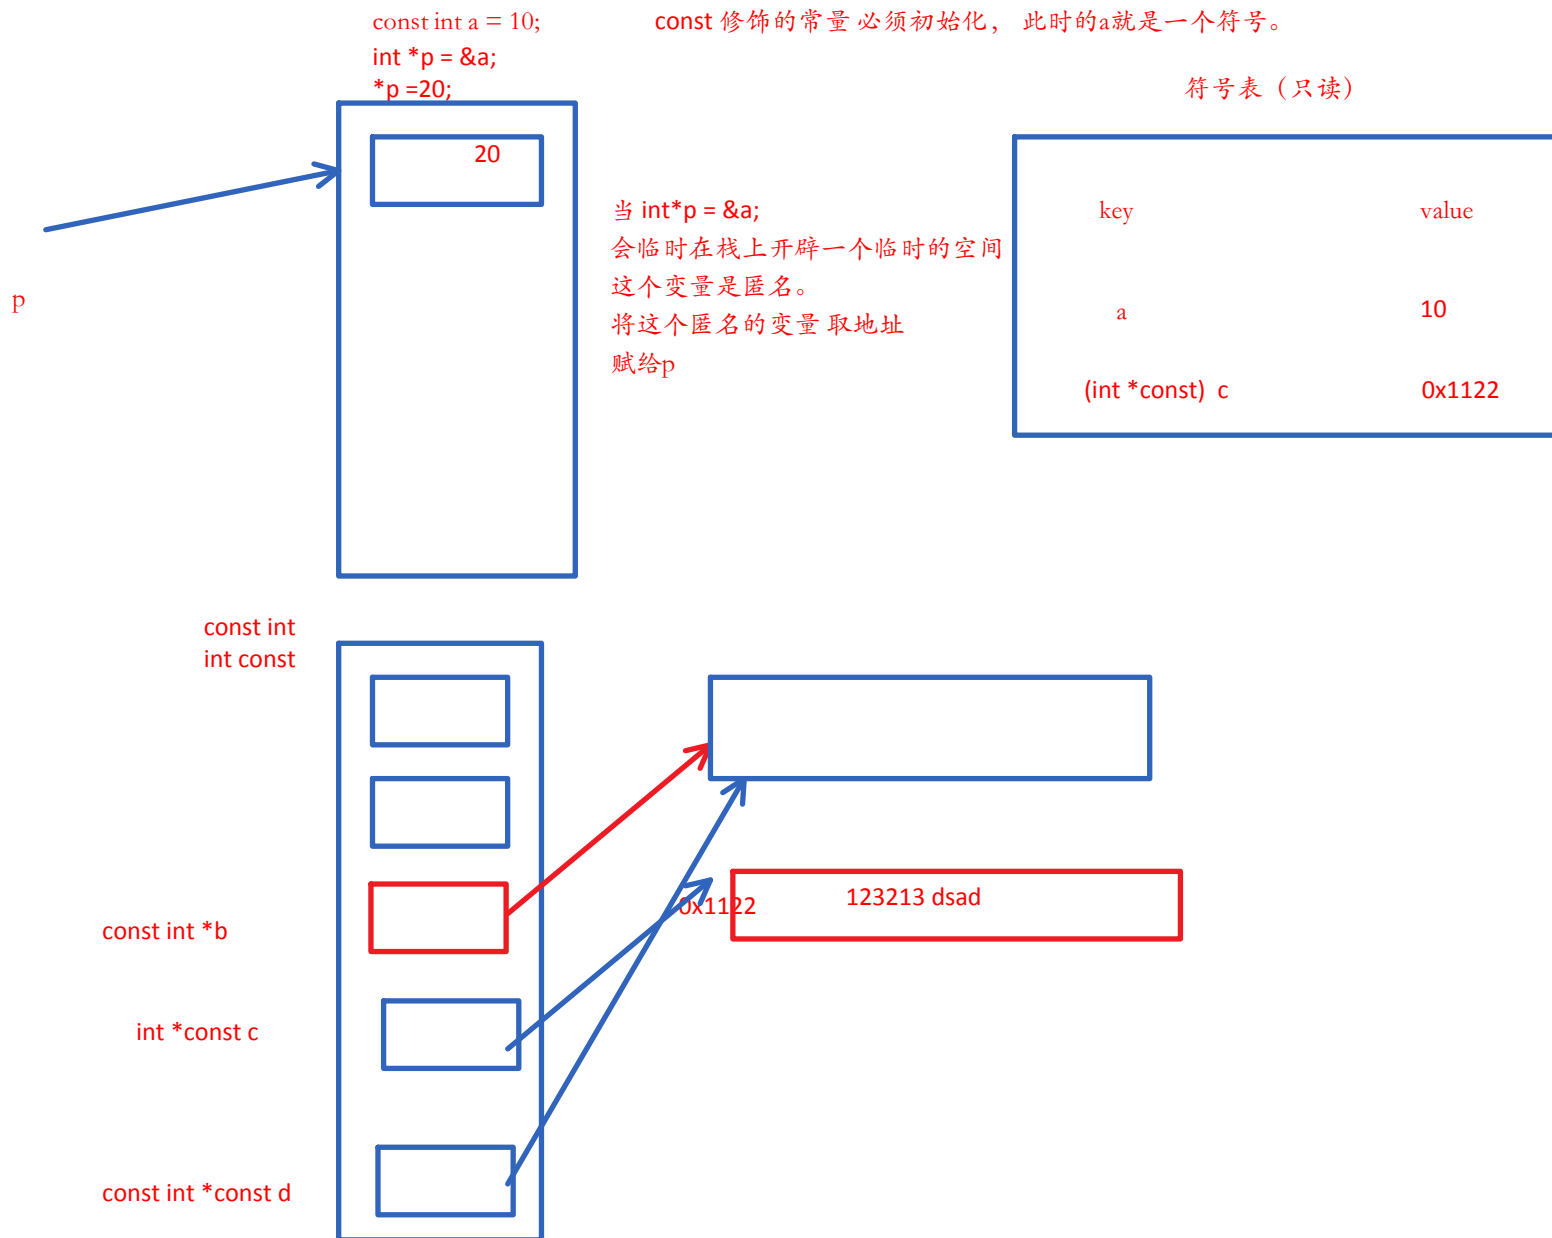 const int a = 10;
const 修饰的常量 必须初始化， 此时的a就是一个符号。
int *p = &a;
*p =20;
符号表（只读）
20
当 int*p = &a;
会临时在栈上开辟一个临时的空间
这个变量是匿名。
将这个匿名的变量 取地址
赋给p
key value
a 10
(int *const) c 0x1122
p
const int
int const
const int *b
0x1122
123213 dsad
int *const c
const int *const d